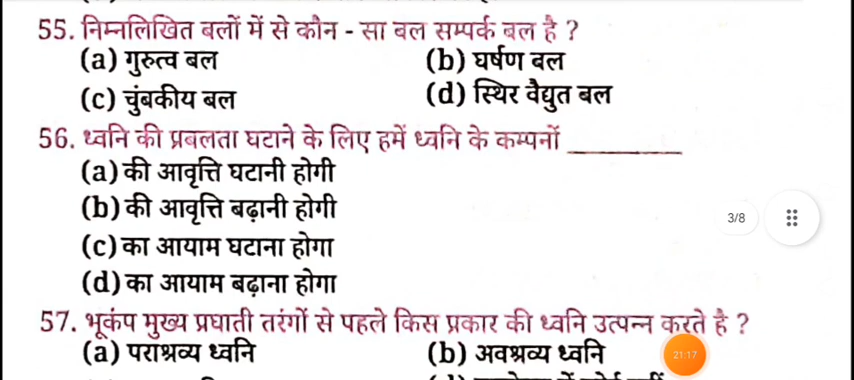 55. निम्नलिखित बलों में से कौन - सा बल सम्पर्क बल है ?
(a) गुरुत्व बल (b) घर्षण बल
(c) चुंबकीय बल (d) स्थिर वैद्युत बल
56. ध्वनि की प्रबलता घटाने के लिए हमें ध्वनि के कम्पनों ________
(a) की आवृत्ति घटानी होगी
(b) की आवृत्ति बढ़ानी होगी
3/8
(c) का आयाम घटाना होगा
(d) का आयाम बढ़ाना होगा
57. भूकंप मुख्य प्रघाती तरंगों से पहले किस प्रकार की ध्वनि उत्पन्न करते है ?
(a) पराश्रव्य ध्वनि (b) अवश्रव्य ध्वनि
21:17